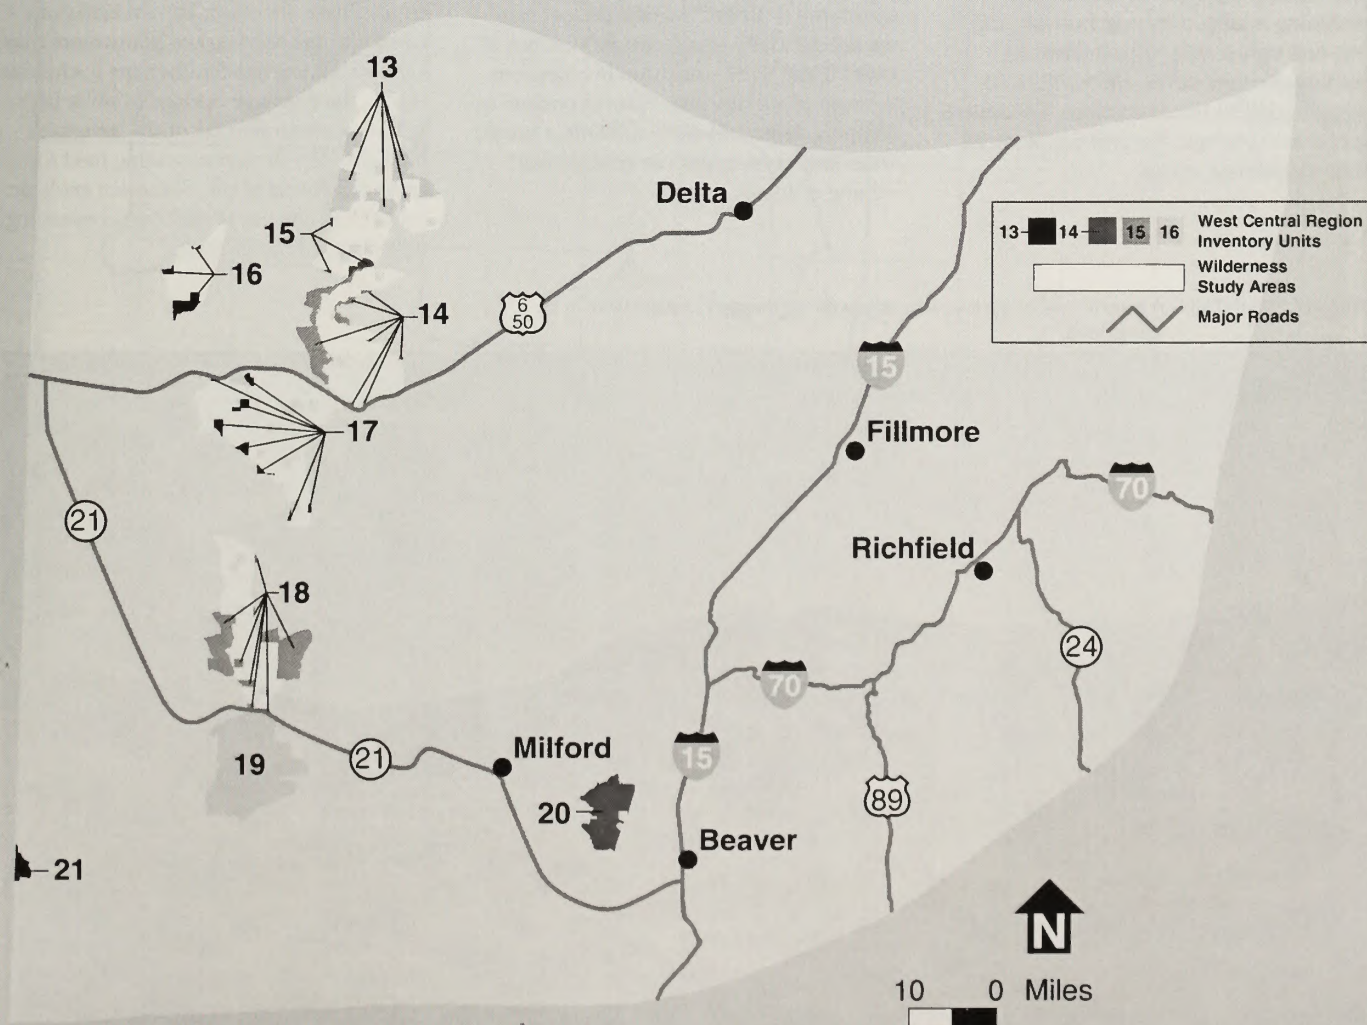 13
Delta
15
16
14
6
50
13 14 15 16 West Central Region
Inventory Units
Wilderness
Study Areas
Major Roads
15
17
Fillmore
70
21
Richfield
18
24
70
19
21
Milford
15
20
89
Beaver
21
N
10 0 Miles